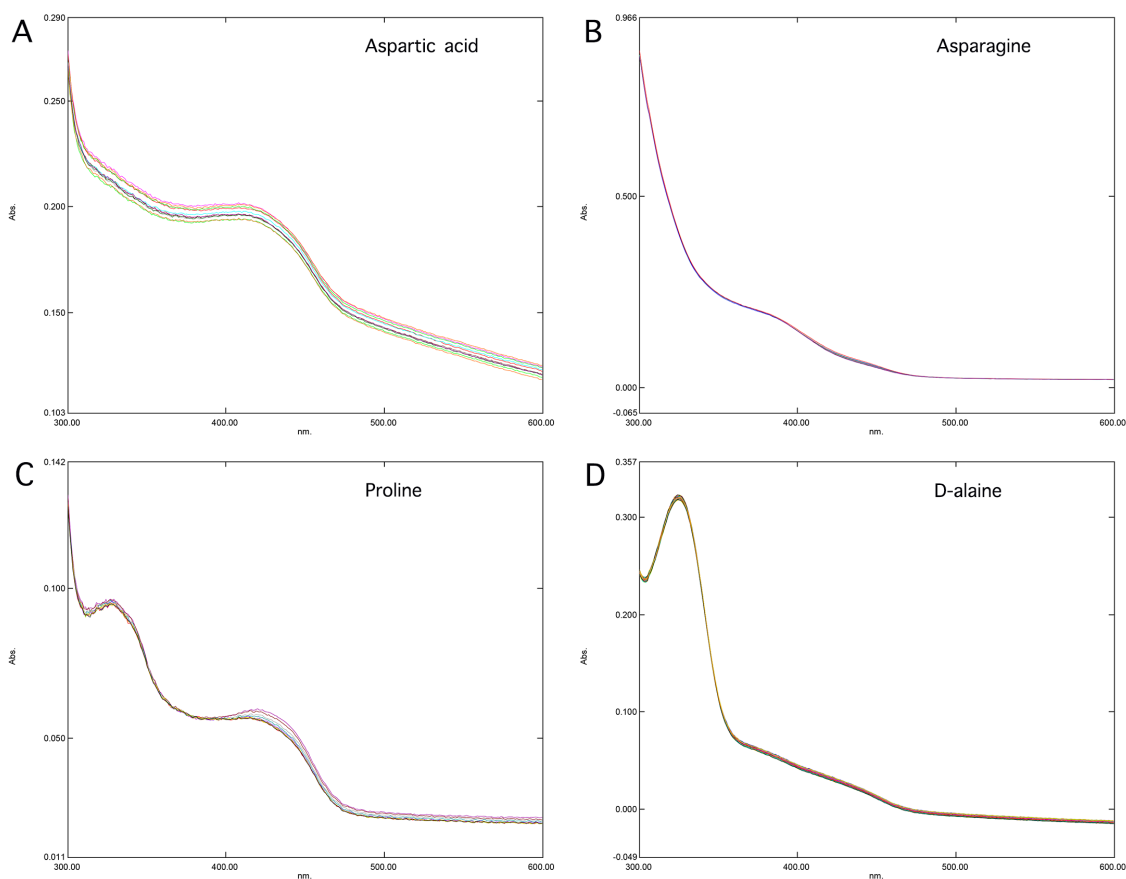 A
Aspartic acid
0.290
0.250
0.200
0.150
0.103
Abs.
300.00
400.00
500.00
600.00
nm.
B
Asparagine
0.966
0.500
0.000
-0.065
Abs.
300.00
400.00
500.00
600.00
nm.
C
Proline
0.142
0.100
0.050
0.011
Abs.
300.00
400.00
500.00
600.00
nm.
D
D-alaine
0.357
0.300
0.200
0.100
0.000
-0.049
Abs.
300.00
400.00
500.00
600.00
nm.